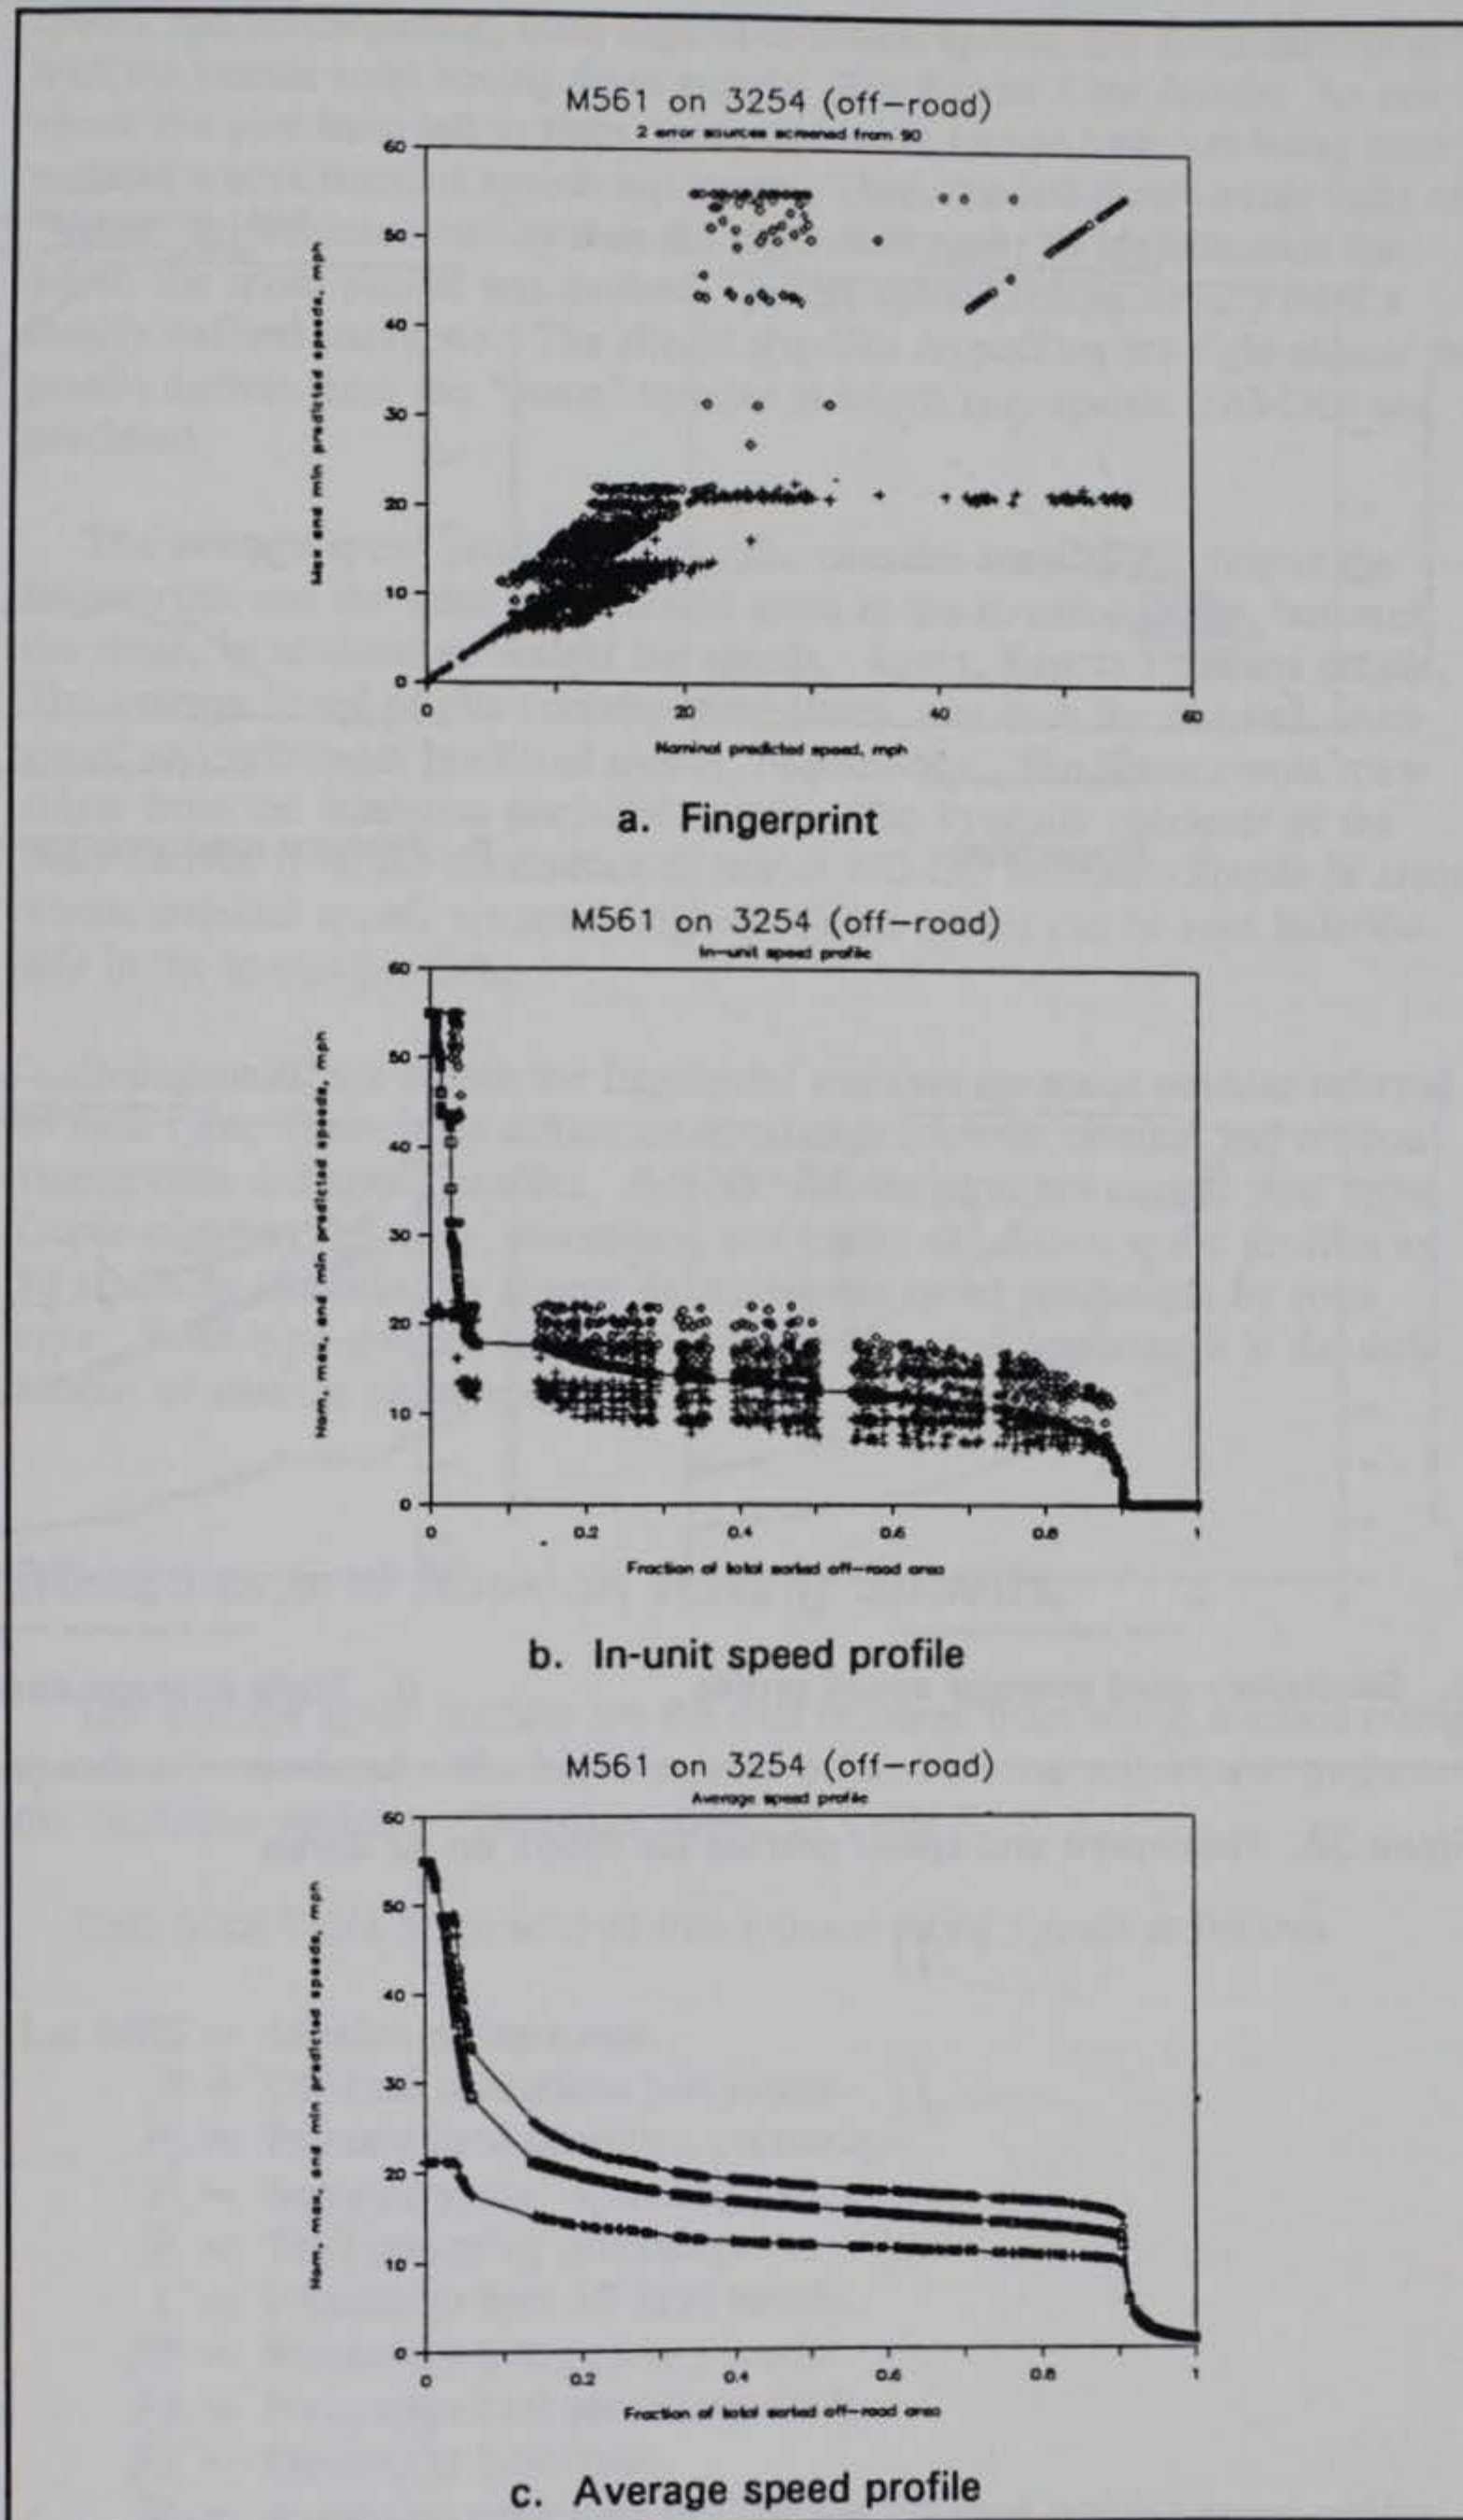 M561 on 3254 (off-road)
2 error sources screened from 90
60
50
40
30
20
10
0
Max and min predicted speeds, mph
0
20
40
60
Nominal predicted speed, mph
a. Fingerprint
M561 on 3254 (off-road)
In-unit speed profile
60
50
40
30
20
10
0
Nom, max, and min predicted speeds, mph
0
0.2
0.4
0.6
0.8
1
Fraction of total sorted off-road area
b. In-unit speed profile
M561 on 3254 (off-road)
Average speed profile
60
50
40
30
20
10
0
Nom, max, and min predicted speeds, mph
0
0.2
0.4
0.6
0.8
1
Fraction of total sorted off-road area
c. Average speed profile